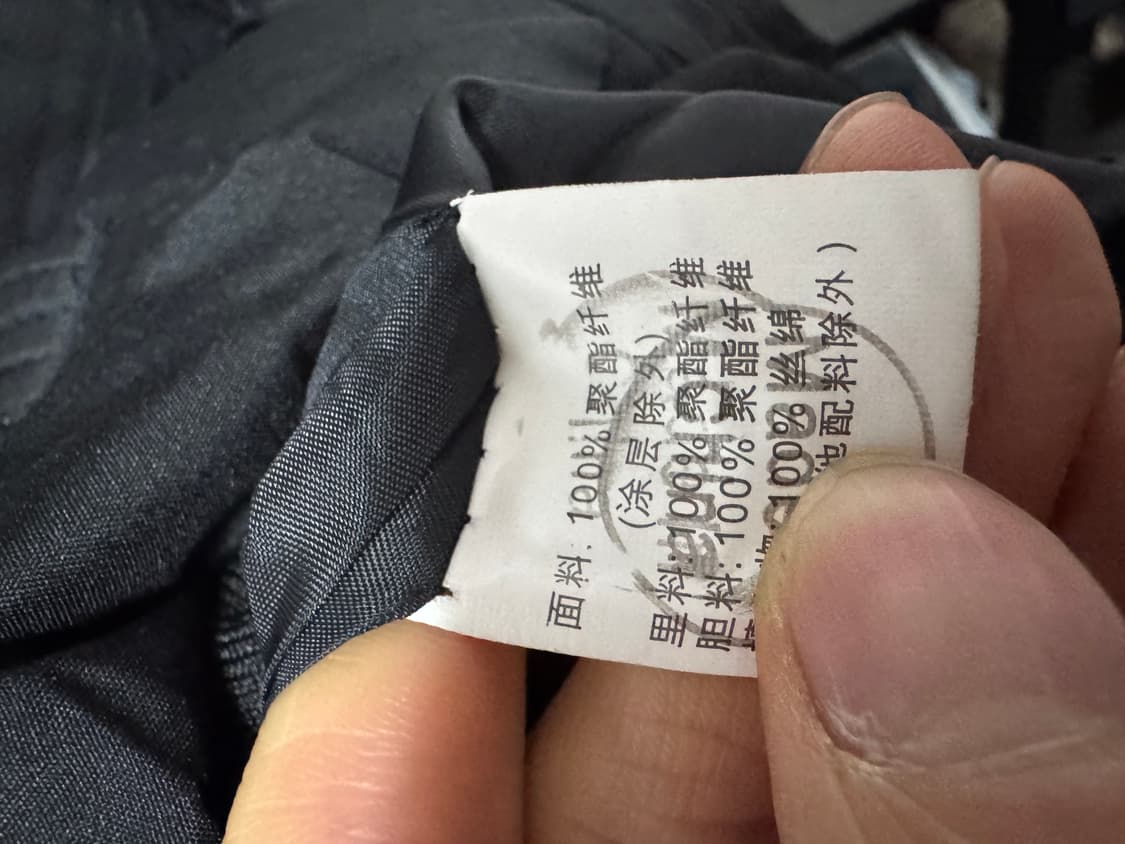 面料: 100% 聚酯纤维
(涂层除外)
里料: 100% 聚酯纤维
胆料: 100% 聚酯纤维
100% 丝绵
配料除外)